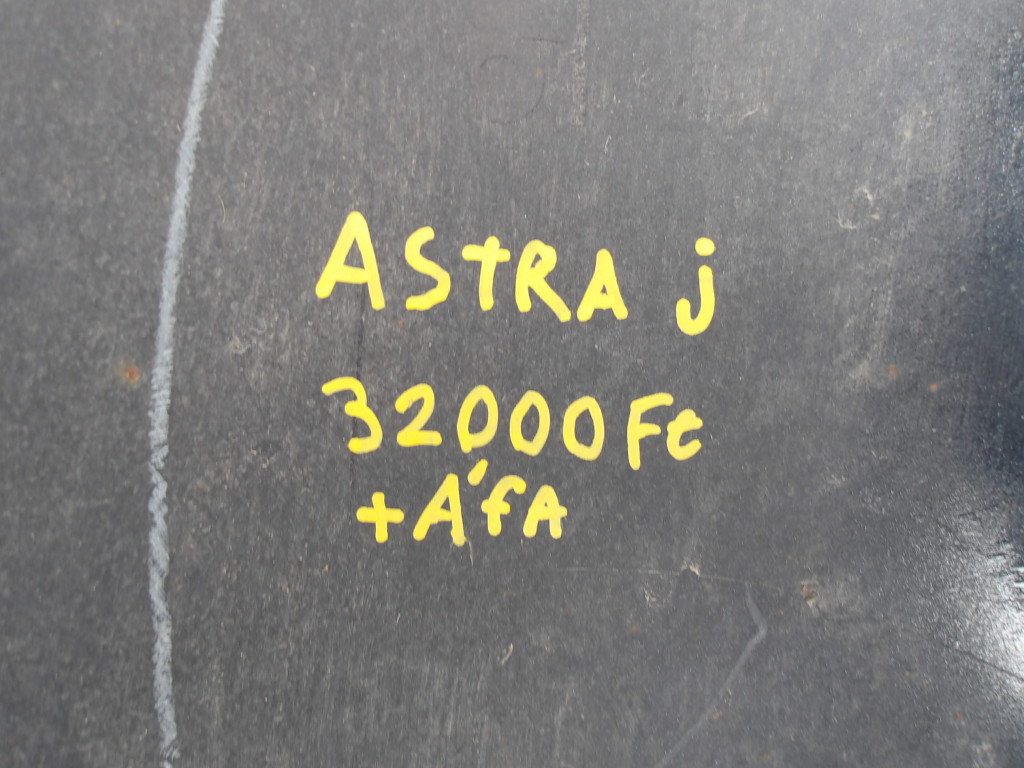 ASTRA j
32000 Ft
+ ÁfA